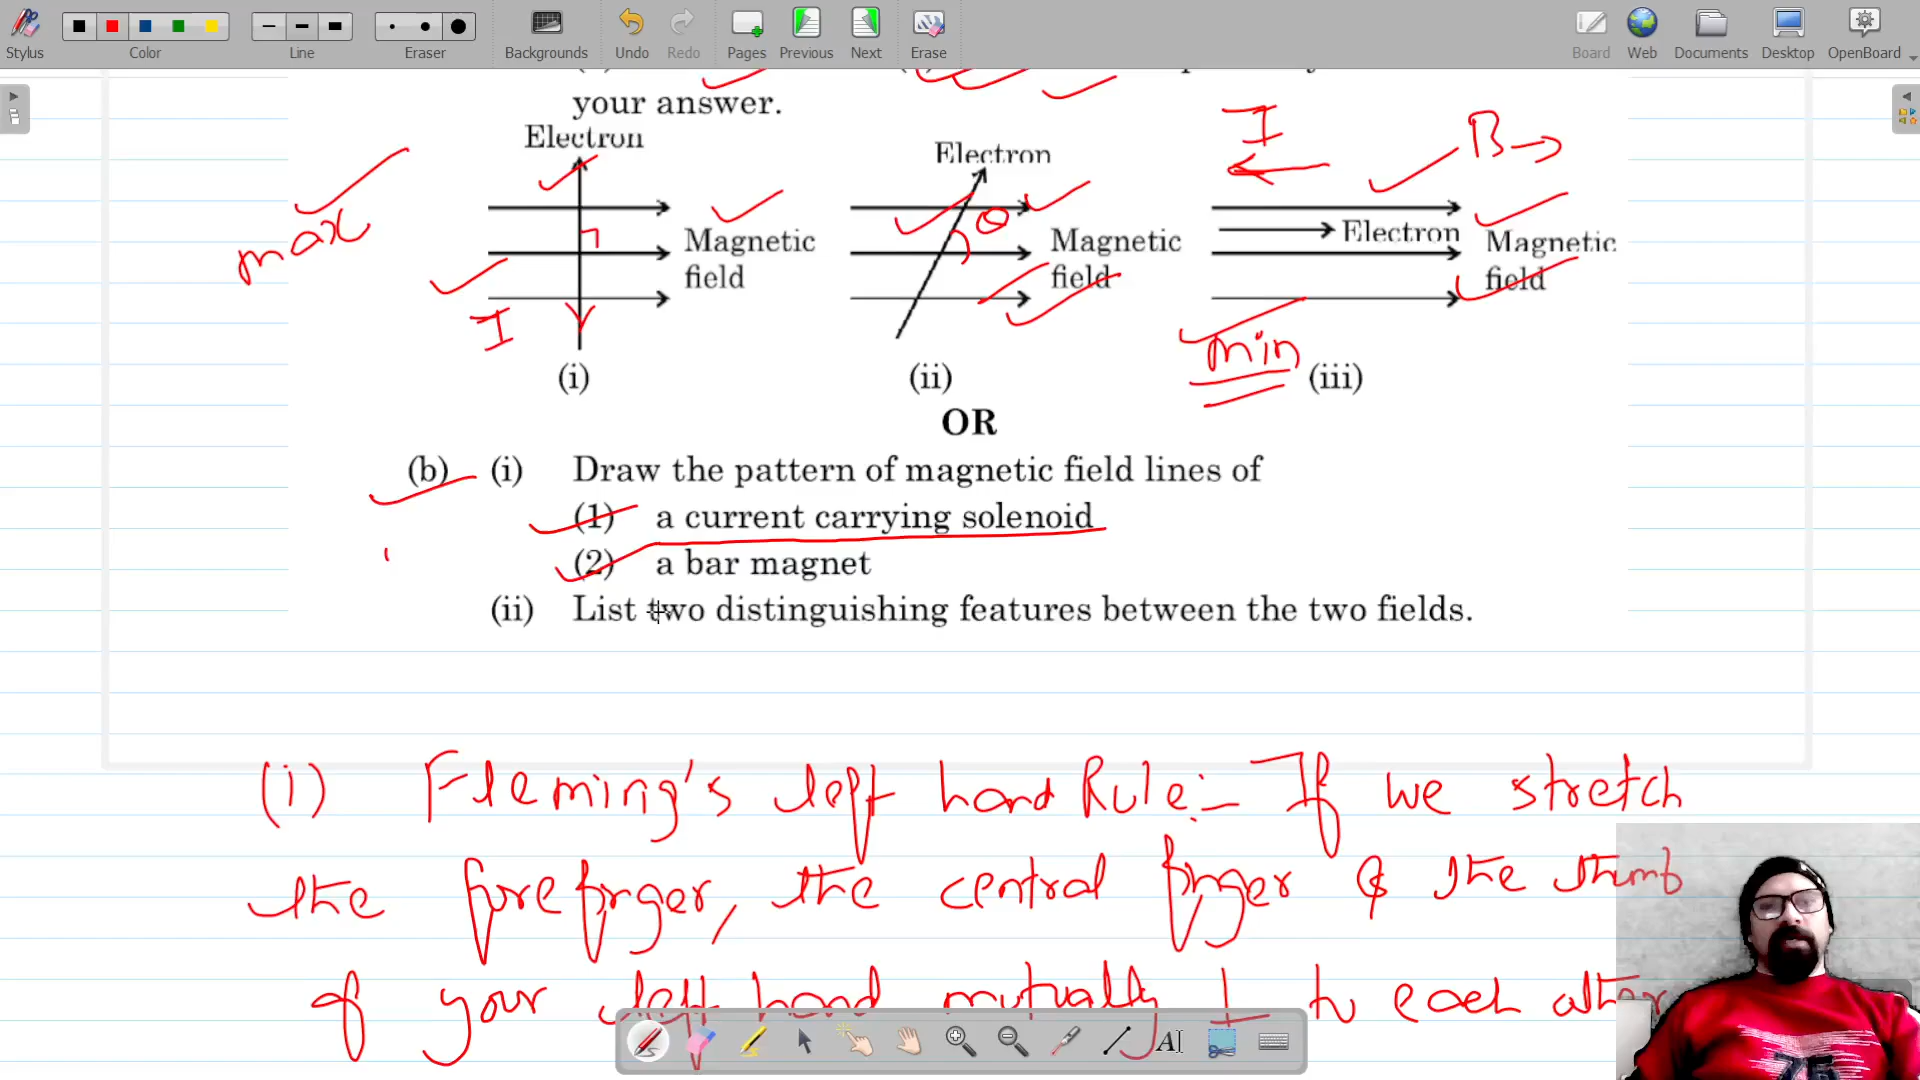 Stylus Color Line Eraser Backgrounds Undo Redo Pages Previous Next Erase Board Web Documents Desktop OpenBoard
your answer.
Electron Electron I B
max
Magnetic field Magnetic field Electron Magnetic field
θ
I min
(i) (ii) (iii)
OR
(b) (i) Draw the pattern of magnetic field lines of
(1) a current carrying solenoid
(2) a bar magnet
(ii) List two distinguishing features between the two fields.
(i) Fleming's left hand Rule:- If we stretch
the forefinger, the central finger & the thumb
of your left hand mutually ⊥ to each other